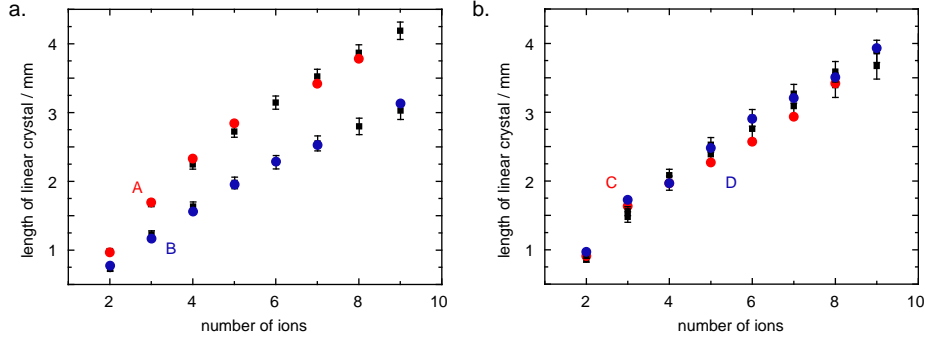 a.
length of linear crystal / mm
4
3
2
1
A
B
2 4 6 8 10
number of ions
b.
length of linear crystal / mm
4
3
2
1
C
D
2 4 6 8 10
number of ions